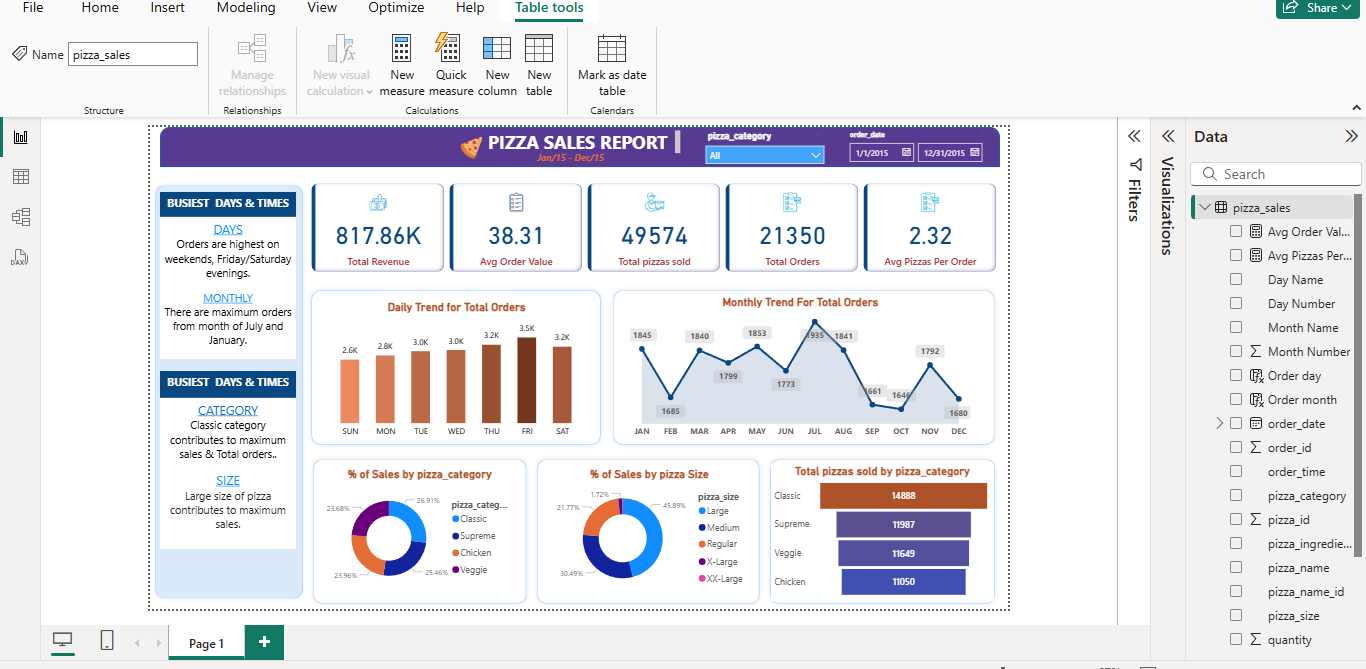 File Home Insert Modeling View Optimize Help Table tools
Share
Name pizza_sales
Manage relationships
New visual calculation
New measure
Quick measure
New column
New table
Mark as date table
Structure
Relationships
Calculations
Calendars
PIZZA SALES REPORT
Jan/15 - Dec/15
pizza_category
All
order_date
1/1/2015
12/31/2015
BUSIEST DAYS & TIMES
DAYS
Orders are highest on
weekends, Friday/Saturday
evenings.
MONTHLY
There are maximum orders
from month of July and
January.
BUSIEST DAYS & TIMES
CATEGORY
Classic category
contributes to maximum
sales & Total orders..
SIZE
Large size of pizza
contributes to maximum
sales.
817.86K
Total Revenue
38.31
Avg Order Value
49574
Total pizzas sold
21350
Total Orders
2.32
Avg Pizzas Per Order
Daily Trend for Total Orders
2.6K 2.8K 3.0K 3.0K 3.2K 3.5K 3.2K
SUN MON TUE WED THU FRI SAT
Monthly Trend For Total Orders
1845 1685 1840 1799 1853 1773 1935 1841 1661 1646 1792 1680
JAN FEB MAR APR MAY JUN JUL AUG SEP OCT NOV DEC
% of Sales by pizza_category
26.91%
25.46%
23.96%
23.68%
pizza_categ...
Classic
Supreme
Chicken
Veggie
% of Sales by pizza Size
1.72%
45.89%
30.49%
21.77%
pizza_size
Large
Medium
Regular
X-Large
XX-Large
Total pizzas sold by pizza_category
Classic 14888
Supreme 11987
Veggie 11649
Chicken 11050
Filters
Visualizations
Data
Search
pizza_sales
Avg Order Val...
Avg Pizzas Per...
Day Name
Day Number
Month Name
Month Number
Order day
Order month
order_date
order_id
order_time
pizza_category
pizza_id
pizza_ingredie...
pizza_name
pizza_name_id
pizza_size
quantity
DAX
Page 1